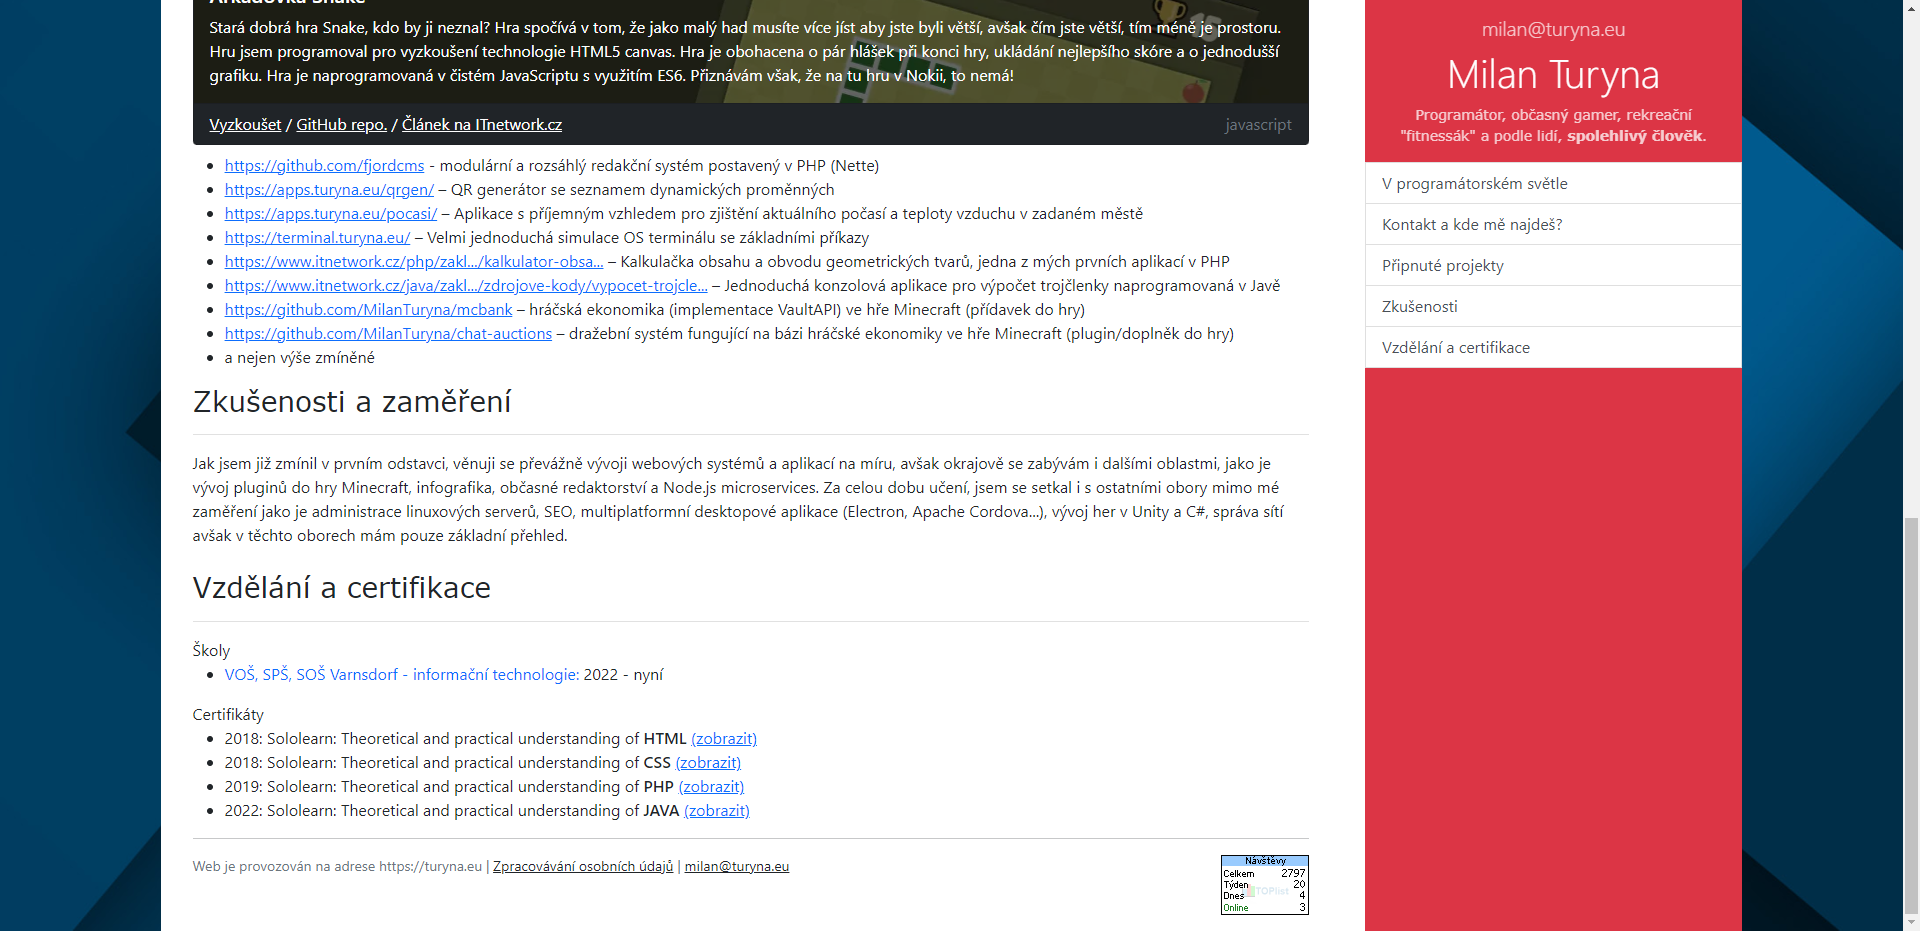 Arkádovka Snake
Stará dobrá hra Snake, kdo by ji neznal? Hra spočívá v tom, že jako malý had musíte více jíst aby jste byli větší, avšak čím jste větší, tím méně je prostoru.
Hru jsem programoval pro vyzkoušení technologie HTML5 canvas. Hra je obohacena o pár hlášek při konci hry, ukládání nejlepšího skóre a o jednodušší
grafiku. Hra je naprogramovaná v čistém JavaScriptu s využitím ES6. Přiznávám však, že na tu hru v Nokii, to nemá!
Vyzkoušet / GitHub repo. / Článek na ITnetwork.cz
javascript
https://github.com/fjordcms - modulární a rozsáhlý redakční systém postavený v PHP (Nette)
https://apps.turyna.eu/qrgen/ – QR generátor se seznamem dynamických proměnných
https://apps.turyna.eu/pocasi/ – Aplikace s příjemným vzhledem pro zjištění aktuálního počasí a teploty vzduchu v zadaném městě
https://terminal.turyna.eu/ – Velmi jednoduchá simulace OS terminálu se základními příkazy
https://www.itnetwork.cz/php/zakl.../kalkulator-obsa... – Kalkulačka obsahu a obvodu geometrických tvarů, jedna z mých prvních aplikací v PHP
https://www.itnetwork.cz/java/zakl.../zdrojove-kody/vypocet-trojcle... – Jednoduchá konzolová aplikace pro výpočet trojčlenky naprogramovaná v Javě
https://github.com/MilanTuryna/mcbank – hráčská ekonomika (implementace VaultAPI) ve hře Minecraft (přídavek do hry)
https://github.com/MilanTuryna/chat-auctions – dražební systém fungující na bázi hráčské ekonomiky ve hře Minecraft (plugin/doplněk do hry)
a nejen výše zmíněné
Zkušenosti a zaměření
Jak jsem již zmínil v prvním odstavci, věnuji se převážně vývoji webových systémů a aplikací na míru, avšak okrajově se zabývám i dalšími oblastmi, jako je
vývoj pluginů do hry Minecraft, infografika, občasné redaktorství a Node.js microservices. Za celou dobu učení, jsem se setkal i s ostatními obory mimo mé
zaměření jako je administrace linuxových serverů, SEO, multiplatformní desktopové aplikace (Electron, Apache Cordova...), vývoj her v Unity a C#, správa sítí
avšak v těchto oborech mám pouze základní přehled.
Vzdělání a certifikace
Školy
VOŠ, SPŠ, SOŠ Varnsdorf - informační technologie: 2022 - nyní
Certifikáty
2018: Sololearn: Theoretical and practical understanding of HTML (zobrazit)
2018: Sololearn: Theoretical and practical understanding of CSS (zobrazit)
2019: Sololearn: Theoretical and practical understanding of PHP (zobrazit)
2022: Sololearn: Theoretical and practical understanding of JAVA (zobrazit)
Web je provozován na adrese https://turyna.eu | Zpracovávání osobních údajů | milan@turyna.eu
Návštěvy
Celkem 2797
Týden 20
Dnes 4
Online 3
TOPlist
milan@turyna.eu
Milan Turyna
Programátor, občasný gamer, rekreační
"fitnessák" a podle lidí, spolehlivý člověk.
V programátorském světle
Kontakt a kde mě najdeš?
Připnuté projekty
Zkušenosti
Vzdělání a certifikace